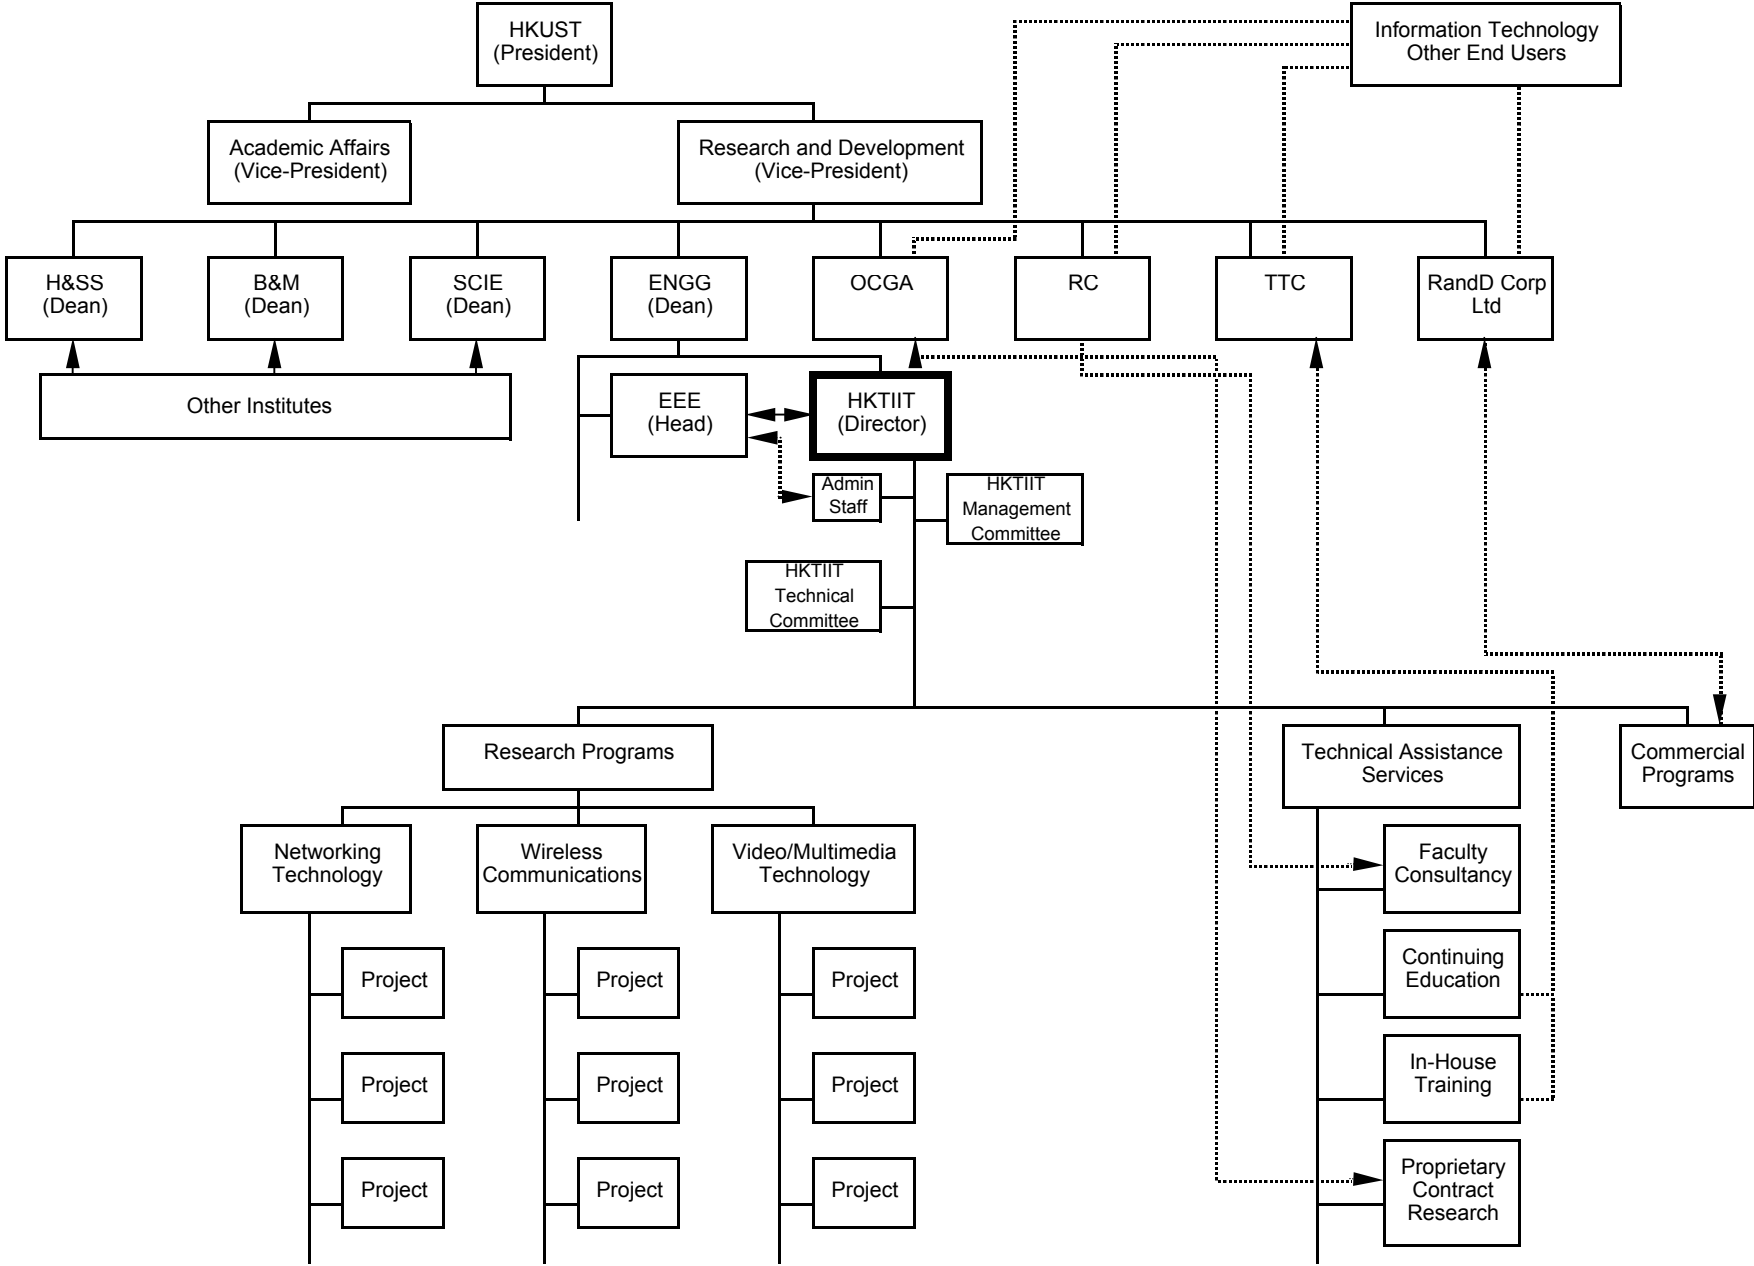 HKUST
(President)
Information Technology
Other End Users
Academic Affairs
(Vice-President)
Research and Development
(Vice-President)
H&SS
(Dean)
B&M
(Dean)
SCIE
(Dean)
ENGG
(Dean)
OCGA
RC
TTC
RandD Corp
Ltd
Other Institutes
EEE
(Head)
HKTIIT
(Director)
Admin
Staff
HKTIIT
Management
Committee
HKTIIT
Technical
Committee
Research Programs
Technical Assistance
Services
Commercial
Programs
Networking
Technology
Wireless
Communications
Video/Multimedia
Technology
Faculty
Consultancy
Project
Project
Project
Continuing
Education
Project
Project
Project
In-House
Training
Project
Project
Project
Proprietary
Contract
Research